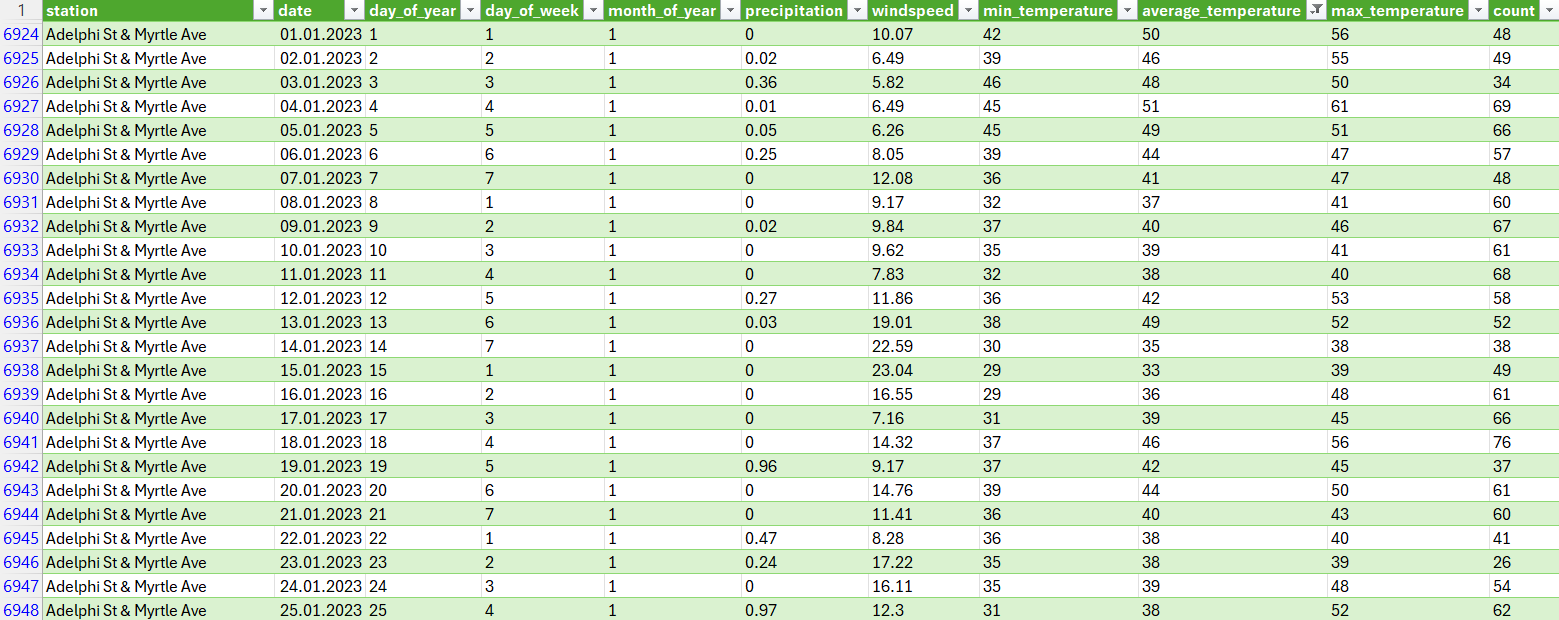 1 station date day_of_year day_of_week month_of_year precipitation windspeed min_temperature average_temperature max_temperature count
6924 Adelphi St & Myrtle Ave 01.01.2023 1 1 1 0 10.07 42 50 56 48
6925 Adelphi St & Myrtle Ave 02.01.2023 2 2 1 0.02 6.49 39 46 55 49
6926 Adelphi St & Myrtle Ave 03.01.2023 3 3 1 0.36 5.82 46 48 50 34
6927 Adelphi St & Myrtle Ave 04.01.2023 4 4 1 0.01 6.49 45 51 61 69
6928 Adelphi St & Myrtle Ave 05.01.2023 5 5 1 0.05 6.26 45 49 51 66
6929 Adelphi St & Myrtle Ave 06.01.2023 6 6 1 0.25 8.05 39 44 47 57
6930 Adelphi St & Myrtle Ave 07.01.2023 7 7 1 0 12.08 36 41 47 48
6931 Adelphi St & Myrtle Ave 08.01.2023 8 1 1 0 9.17 32 37 41 60
6932 Adelphi St & Myrtle Ave 09.01.2023 9 2 1 0.02 9.84 37 40 46 67
6933 Adelphi St & Myrtle Ave 10.01.2023 10 3 1 0 9.62 35 39 41 61
6934 Adelphi St & Myrtle Ave 11.01.2023 11 4 1 0 7.83 32 38 40 68
6935 Adelphi St & Myrtle Ave 12.01.2023 12 5 1 0.27 11.86 36 42 53 58
6936 Adelphi St & Myrtle Ave 13.01.2023 13 6 1 0.03 19.01 38 49 52 52
6937 Adelphi St & Myrtle Ave 14.01.2023 14 7 1 0 22.59 30 35 38 38
6938 Adelphi St & Myrtle Ave 15.01.2023 15 1 1 0 23.04 29 33 39 49
6939 Adelphi St & Myrtle Ave 16.01.2023 16 2 1 0 16.55 29 36 48 61
6940 Adelphi St & Myrtle Ave 17.01.2023 17 3 1 0 7.16 31 39 45 66
6941 Adelphi St & Myrtle Ave 18.01.2023 18 4 1 0 14.32 37 46 56 76
6942 Adelphi St & Myrtle Ave 19.01.2023 19 5 1 0.96 9.17 37 42 45 37
6943 Adelphi St & Myrtle Ave 20.01.2023 20 6 1 0 14.76 39 44 50 61
6944 Adelphi St & Myrtle Ave 21.01.2023 21 7 1 0 11.41 36 40 43 60
6945 Adelphi St & Myrtle Ave 22.01.2023 22 1 1 0.47 8.28 36 38 40 41
6946 Adelphi St & Myrtle Ave 23.01.2023 23 2 1 0.24 17.22 35 38 39 26
6947 Adelphi St & Myrtle Ave 24.01.2023 24 3 1 0 16.11 35 39 48 54
6948 Adelphi St & Myrtle Ave 25.01.2023 25 4 1 0.97 12.3 31 38 52 62